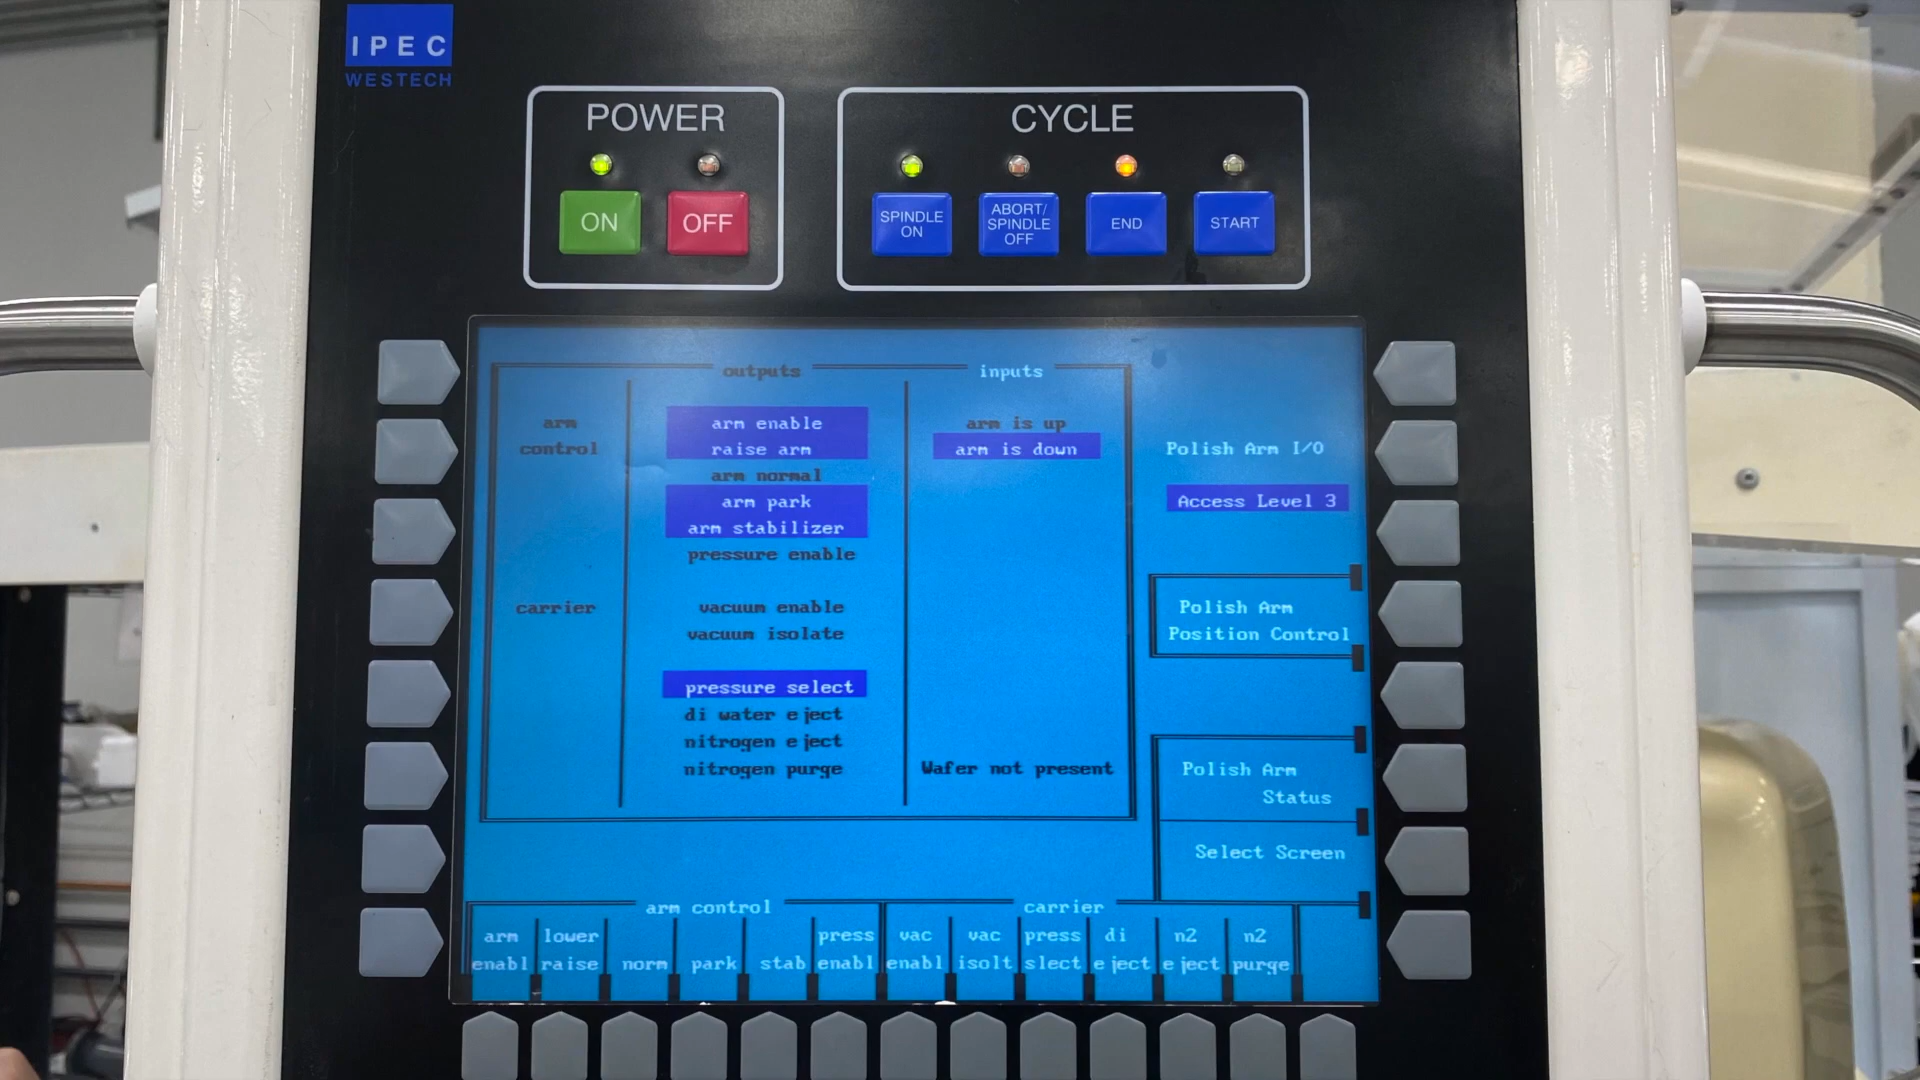 IPEC
WESTECH
POWER
ON
OFF
CYCLE
SPINDLE
ON
ABORT/
SPINDLE
OFF
END
START
outputs
inputs
arm
control
arm enable
raise arm
arm normal
arm park
arm stabilizer
pressure enable
arm is up
arm is down
carrier
vacuum enable
vacuum isolate
pressure select
di water eject
nitrogen eject
nitrogen purge
Wafer not present
Polish Arm I/O
Access Level 3
Polish Arm
Position Control
Polish Arm
Status
Select Screen
arm control
carrier
arm
enabl
lower
raise
norm
park
stab
press
enabl
vac
enabl
vac
isolt
press
slect
di
eject
n2
eject
n2
purge